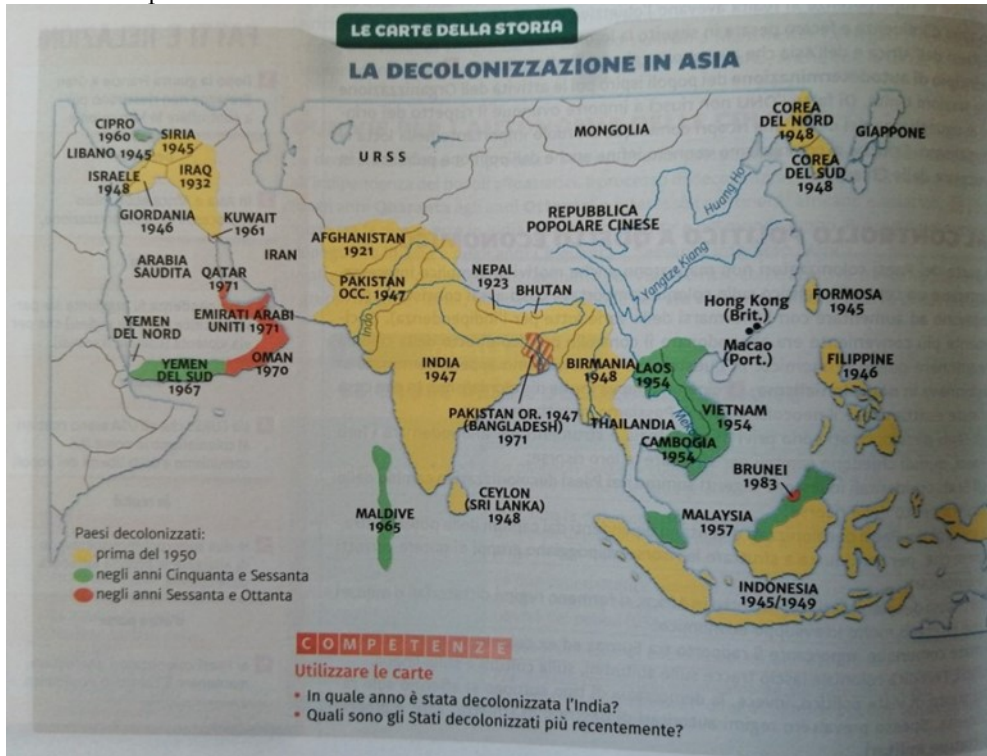 LE CARTE DELLA STORIA
LA DECOLONIZZAZIONE IN ASIA
CIPRO
1960
SIRIA
1945
LIBANO 1945
ISRAELE
1948
IRAQ
1932
GIORDANIA
1946
KUWAIT
1961
ARABIA
SAUDITA
QATAR
1971
IRAN
EMIRATI ARABI
UNITI 1971
YEMEN
DEL NORD
YEMEN
DEL SUD
1967
OMAN
1970
URSS
MONGOLIA
COREA
DEL NORD
1948
GIAPPONE
COREA
DEL SUD
1948
Huang Ho
REPUBBLICA
POPOLARE CINESE
Yangtze Kiang
AFGHANISTAN
1921
PAKISTAN
OCC. 1947
Indo
NEPAL
1923
BHUTAN
INDIA
1947
PAKISTAN OR. 1947
(BANGLADESH)
1971
BIRMANIA
1948
LAOS
1954
Hong Kong
(Brit.)
Macao
(Port.)
FORMOSA
1945
FILIPPINE
1946
THAILANDIA
VIETNAM
1954
CAMBOGIA
1954
BRUNEI
1983
MALAYSIA
1957
CEYLON
(SRI LANKA)
1948
MALDIVE
1965
INDONESIA
1945/1949
Paesi decolonizzati:
prima del 1950
negli anni Cinquanta e Sessanta
negli anni Sessanta e Ottanta
COMPETENZE
Utilizzare le carte
• In quale anno è stata decolonizzata l'India?
• Quali sono gli Stati decolonizzati più recentemente?